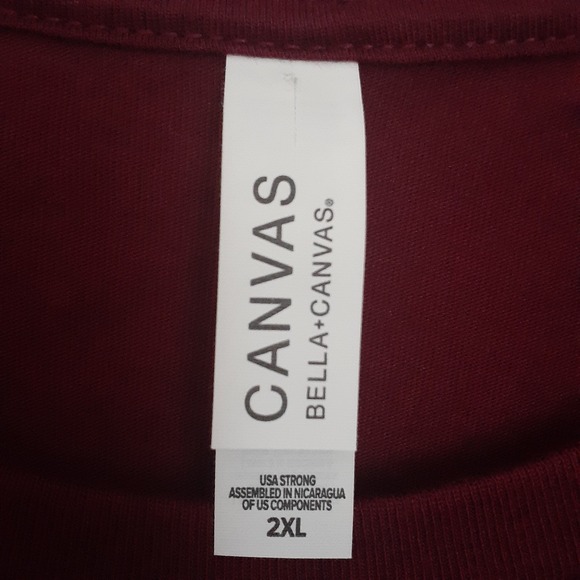 CANVAS
BELLA+CANVAS®
USA STRONG
ASSEMBLED IN NICARAGUA
OF US COMPONENTS
2XL